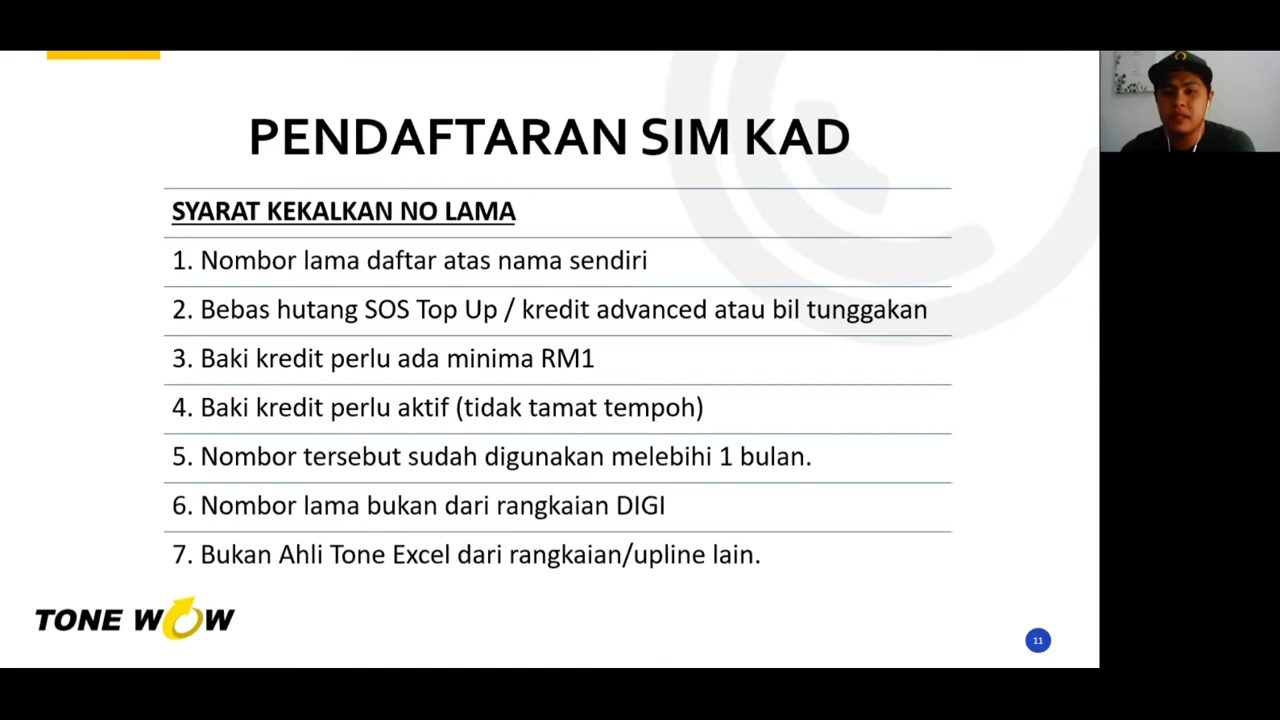 PENDAFTARAN SIM KAD
SYARAT KEKALKAN NO LAMA
1. Nombor lama daftar atas nama sendiri
2. Bebas hutang SOS Top Up / kredit advanced atau bil tunggakan
3. Baki kredit perlu ada minima RM1
4. Baki kredit perlu aktif (tidak tamat tempoh)
5. Nombor tersebut sudah digunakan melebihi 1 bulan.
6. Nombor lama bukan dari rangkaian DIGI
7. Bukan Ahli Tone Excel dari rangkaian/upline lain.
TONE WOW
11